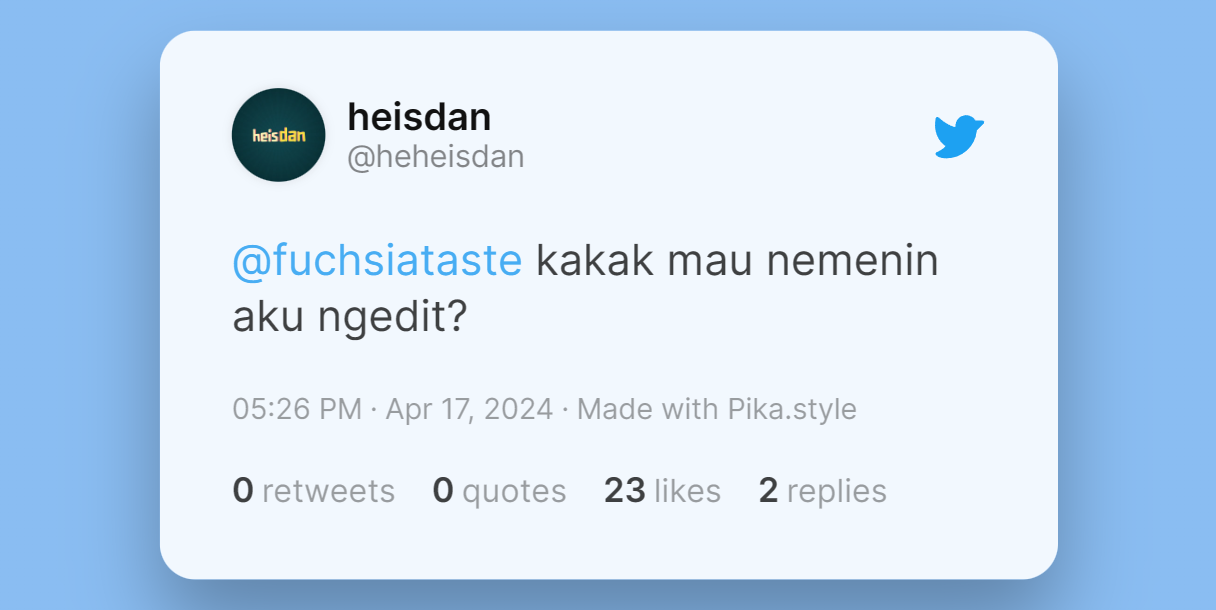 heisdan
heisdan
@heheisdan
@fuchsiataste kakak mau nemenin
aku ngedit?
05:26 PM · Apr 17, 2024 · Made with Pika.style
0 retweets 0 quotes 23 likes 2 replies